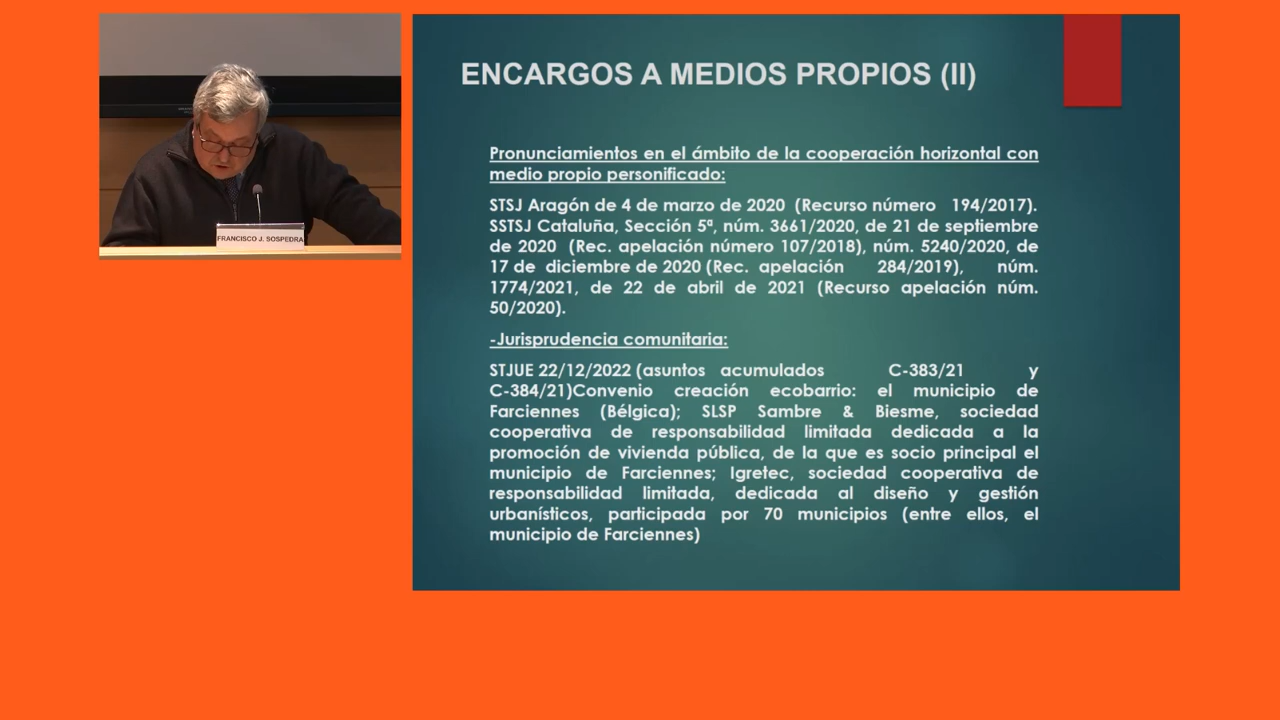 FRANCISCO J. SOSPEDRA
ENCARGOS A MEDIOS PROPIOS (II)
Pronunciamientos en el ámbito de la cooperación horizontal con
medio propio personificado:
STSJ Aragón de 4 de marzo de 2020 (Recurso número 194/2017).
SSTSJ Cataluña, Sección 5ª, núm. 3661/2020, de 21 de septiembre
de 2020 (Rec. apelación número 107/2018), núm. 5240/2020, de
17 de diciembre de 2020 (Rec. apelación 284/2019), núm.
1774/2021, de 22 de abril de 2021 (Recurso apelación núm.
50/2020).
-Jurisprudencia comunitaria:
STJUE 22/12/2022 (asuntos acumulados C-383/21 y
C-384/21)Convenio creación ecobarrio: el municipio de
Farciennes (Bélgica); SLSP Sambre & Biesme, sociedad
cooperativa de responsabilidad limitada dedicada a la
promoción de vivienda pública, de la que es socio principal el
municipio de Farciennes; Igretec, sociedad cooperativa de
responsabilidad limitada, dedicada al diseño y gestión
urbanísticos, participada por 70 municipios (entre ellos, el
municipio de Farciennes)